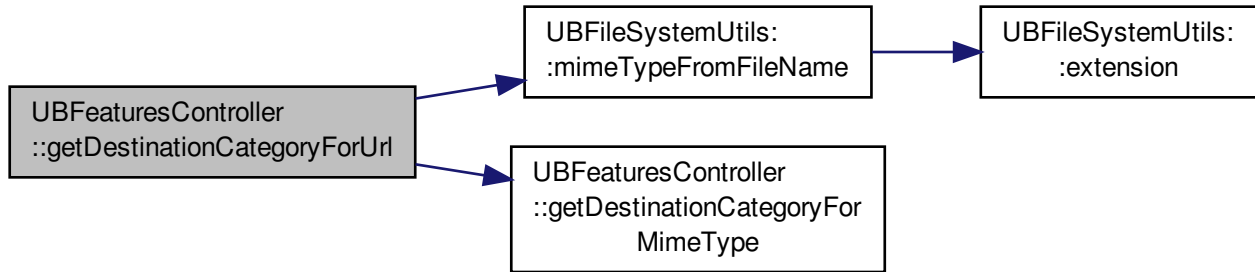 UBFeaturesController
::getDestinationCategoryForUrl
UBFileSystemUtils:
:mimeTypeFromFileName
UBFileSystemUtils:
:extension
UBFeaturesController
::getDestinationCategoryFor
MimeType